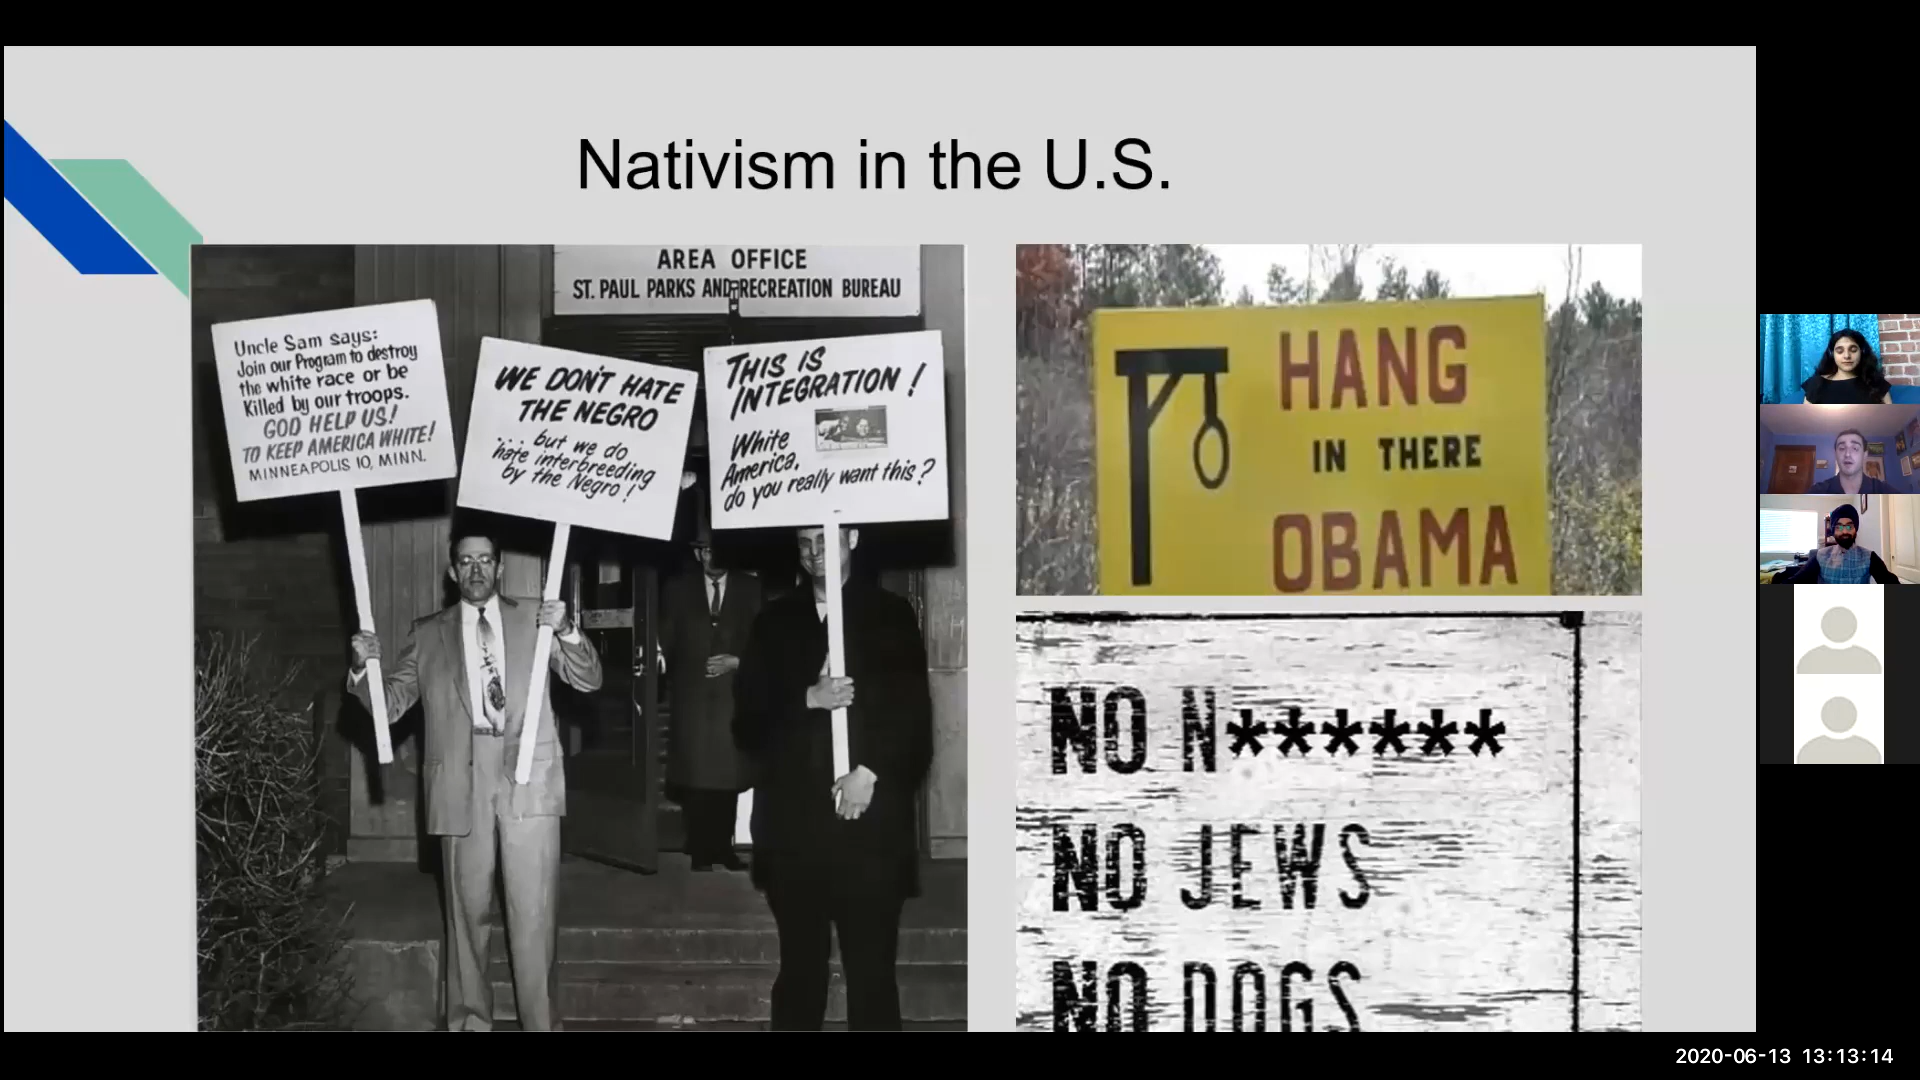 Nativism in the U.S.
AREA OFFICE
ST. PAUL PARKS AND RECREATION BUREAU
Uncle Sam says:
Join our Program to destroy
the white race or be
Killed by our troops.
GOD HELP US!
TO KEEP AMERICA WHITE!
MINNEAPOLIS 10, MINN.
WE DON'T HATE
THE NEGRO
...but we do
hate interbreeding
by the Negro!
THIS IS
INTEGRATION!
White
America,
do you really want this?
HANG
IN THERE
OBAMA
NO N******
NO JEWS
NO DOGS
2020-06-13 13:13:14